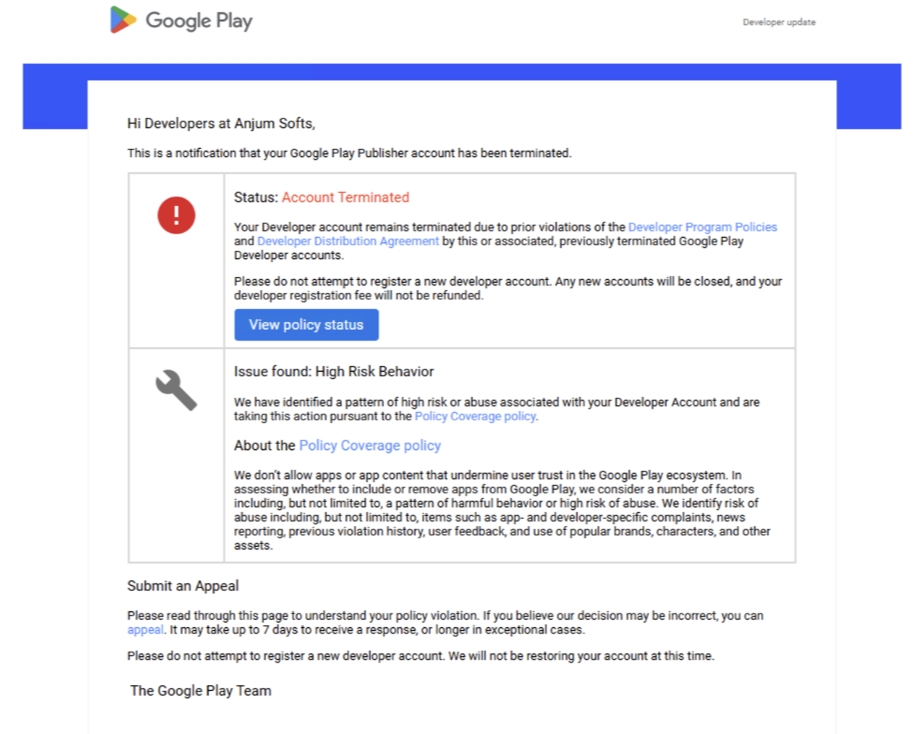 Google Play
Developer update
Hi Developers at Anjum Softs,
This is a notification that your Google Play Publisher account has been terminated.
Status: Account Terminated
Your Developer account remains terminated due to prior violations of the Developer Program Policies
and Developer Distribution Agreement by this or associated, previously terminated Google Play
Developer accounts.
Please do not attempt to register a new developer account. Any new accounts will be closed, and your
developer registration fee will not be refunded.
View policy status
Issue found: High Risk Behavior
We have identified a pattern of high risk or abuse associated with your Developer Account and are
taking this action pursuant to the Policy Coverage policy.
About the Policy Coverage policy
We don't allow apps or app content that undermine user trust in the Google Play ecosystem. In
assessing whether to include or remove apps from Google Play, we consider a number of factors
including, but not limited to, a pattern of harmful behavior or high risk of abuse. We identify risk of
abuse including, but not limited to, items such as app- and developer-specific complaints, news
reporting, previous violation history, user feedback, and use of popular brands, characters, and other
assets.
Submit an Appeal
Please read through this page to understand your policy violation. If you believe our decision may be incorrect, you can
appeal. It may take up to 7 days to receive a response, or longer in exceptional cases.
Please do not attempt to register a new developer account. We will not be restoring your account at this time.
The Google Play Team